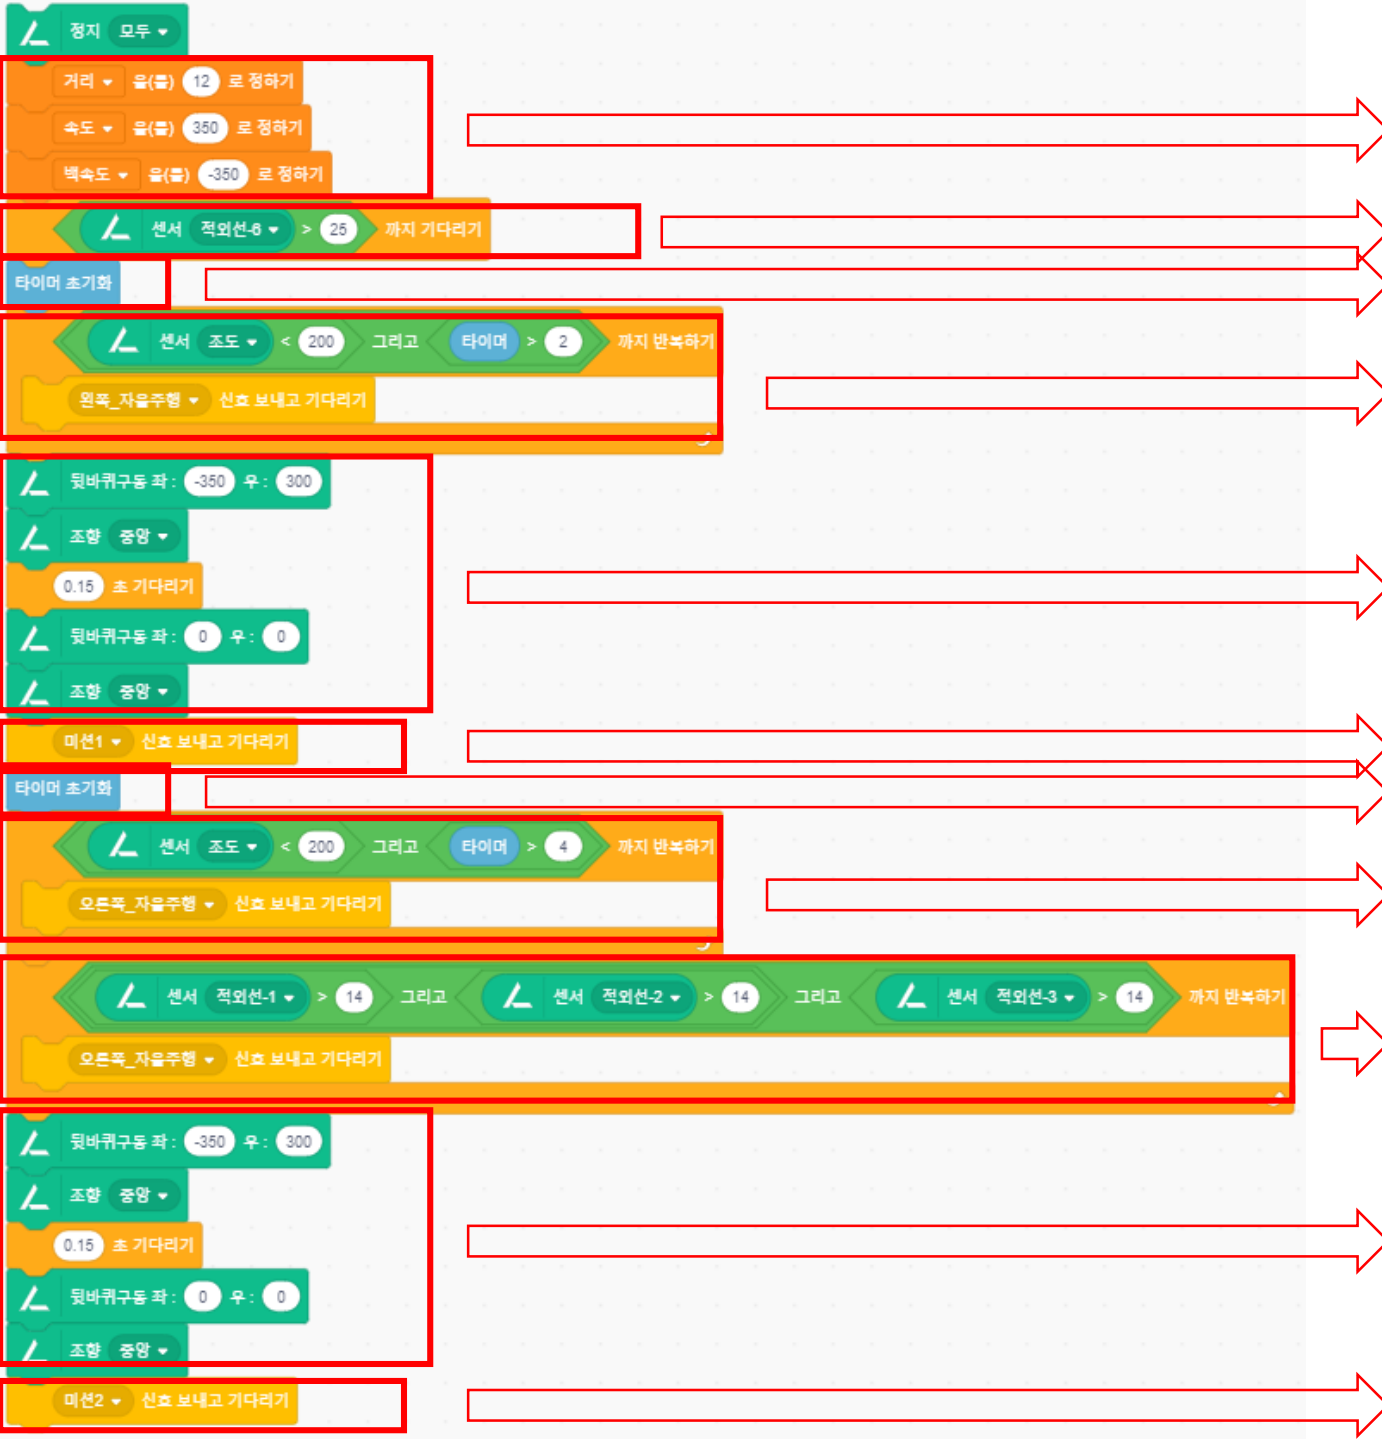 정지 모두
거리 을(를) 12 로 정하기
속도 을(를) 350 로 정하기
백속도 을(를) -350 로 정하기
센서 적외선-6 > 25 까지 기다리기
타이머 초기화
센서 조도 < 200 그리고 타이머 > 2 까지 반복하기
왼쪽_자율주행 신호 보내고 기다리기
뒷바퀴구동 좌 : -350 우 : 300
조향 중앙
0.15 초 기다리기
뒷바퀴구동 좌 : 0 우 : 0
조향 중앙
미션1 신호 보내고 기다리기
타이머 초기화
센서 조도 < 200 그리고 타이머 > 4 까지 반복하기
오른쪽_자율주행 신호 보내고 기다리기
센서 적외선-1 > 14 그리고 센서 적외선-2 > 14 그리고 센서 적외선-3 > 14 까지 반복하기
오른쪽_자율주행 신호 보내고 기다리기
뒷바퀴구동 좌 : -350 우 : 300
조향 중앙
0.15 초 기다리기
뒷바퀴구동 좌 : 0 우 : 0
조향 중앙
미션2 신호 보내고 기다리기